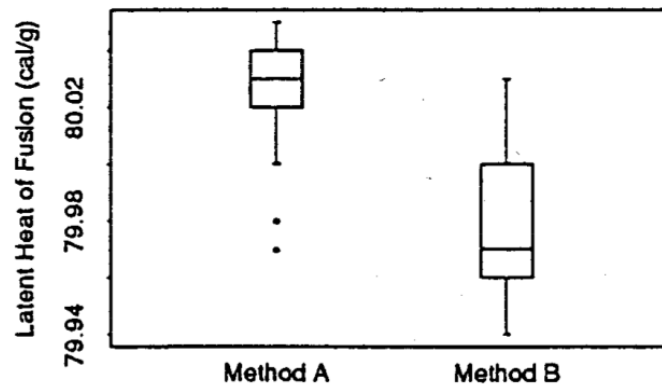 Latent Heat of Fusion (cal/g)
80.02
79.98
79.94
Method A
Method B